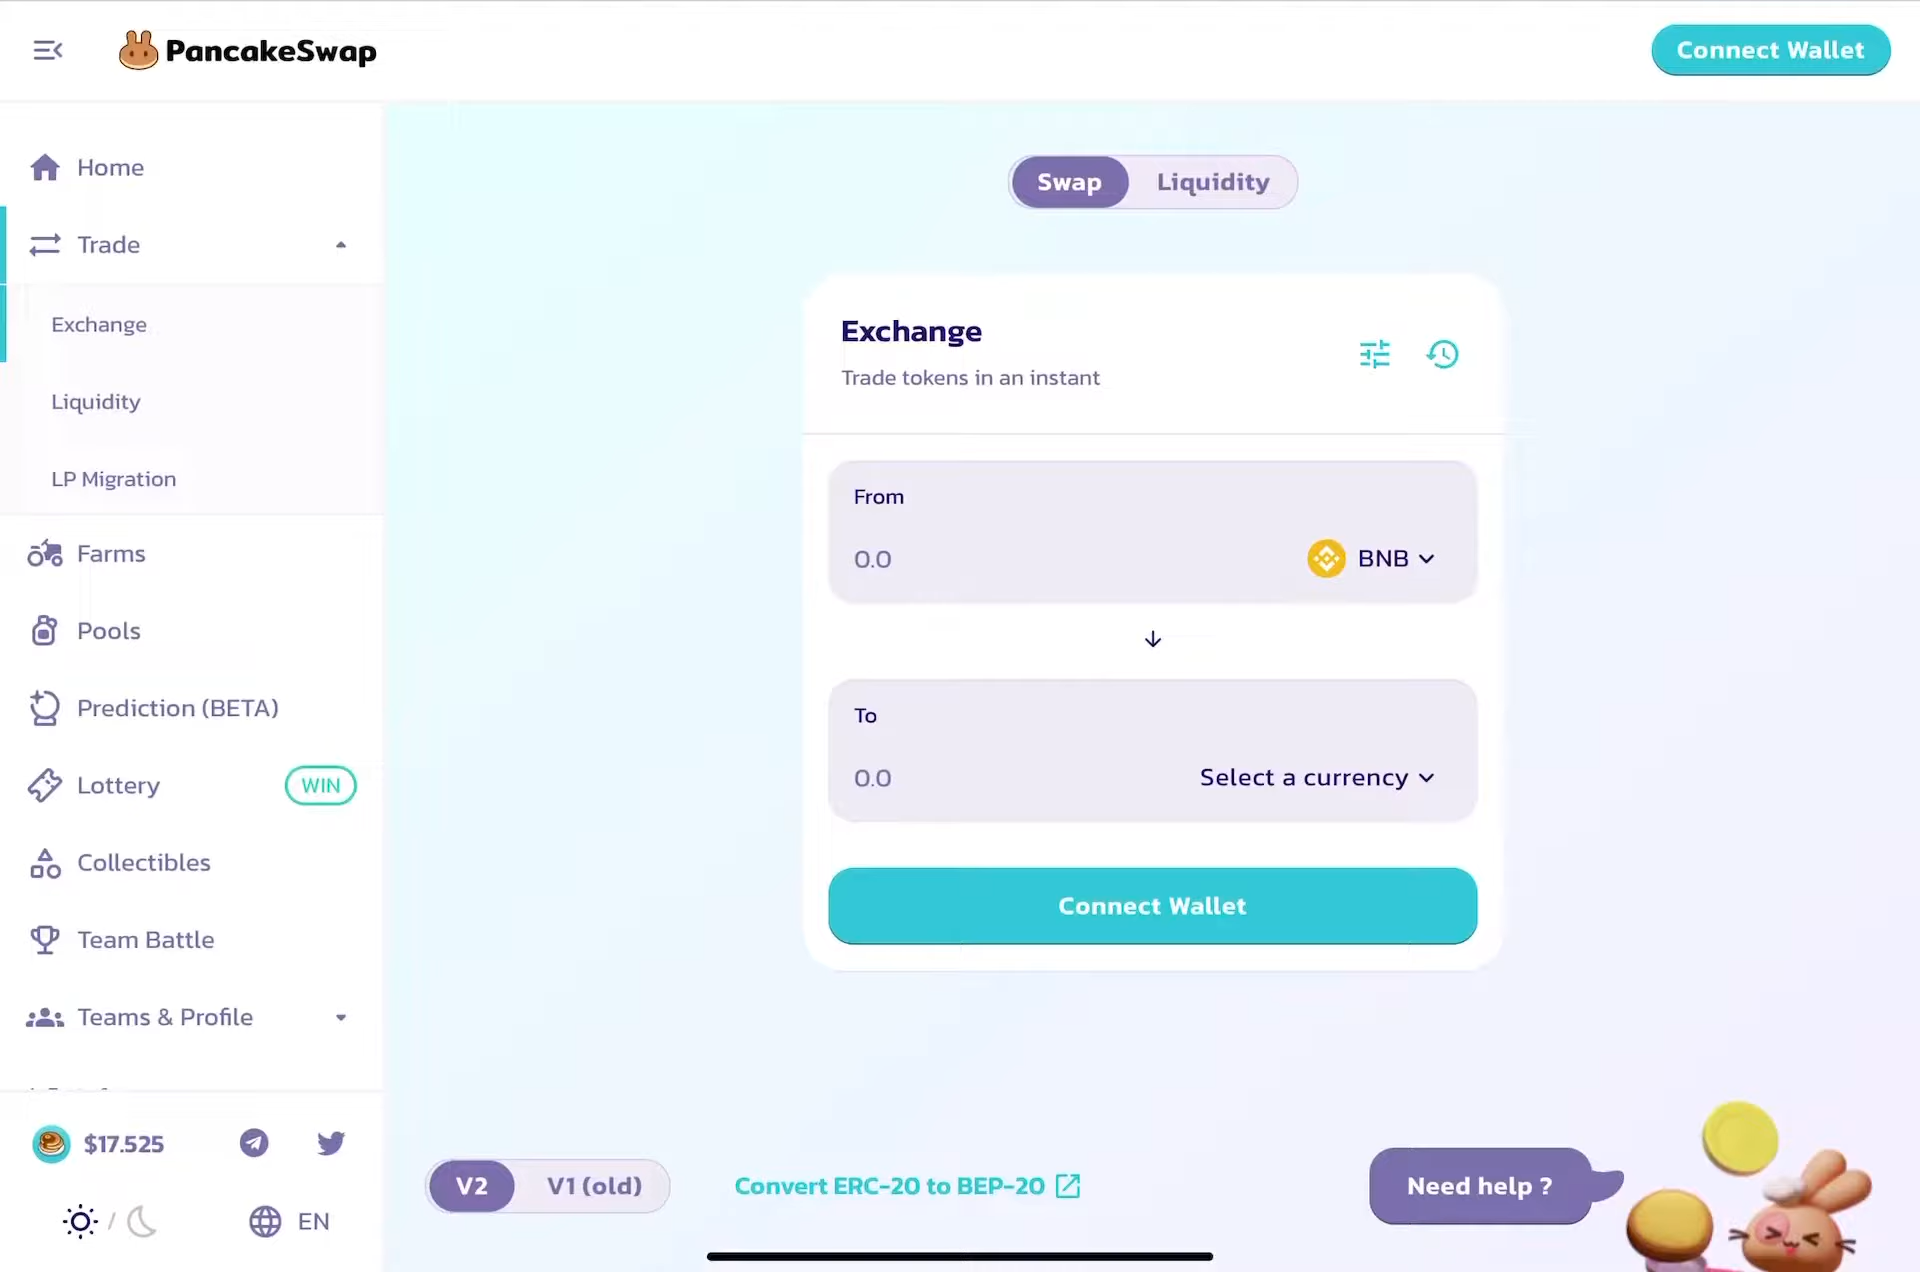 PancakeSwap
Connect Wallet
Home
Trade
Exchange
Liquidity
LP Migration
Farms
Pools
Prediction (BETA)
Lottery WIN
Collectibles
Team Battle
Teams & Profile
$17.525
EN
Swap Liquidity
Exchange
Trade tokens in an instant
From
0.0 BNB
To
0.0 Select a currency
Connect Wallet
V2 V1 (old)
Convert ERC-20 to BEP-20
Need help ?